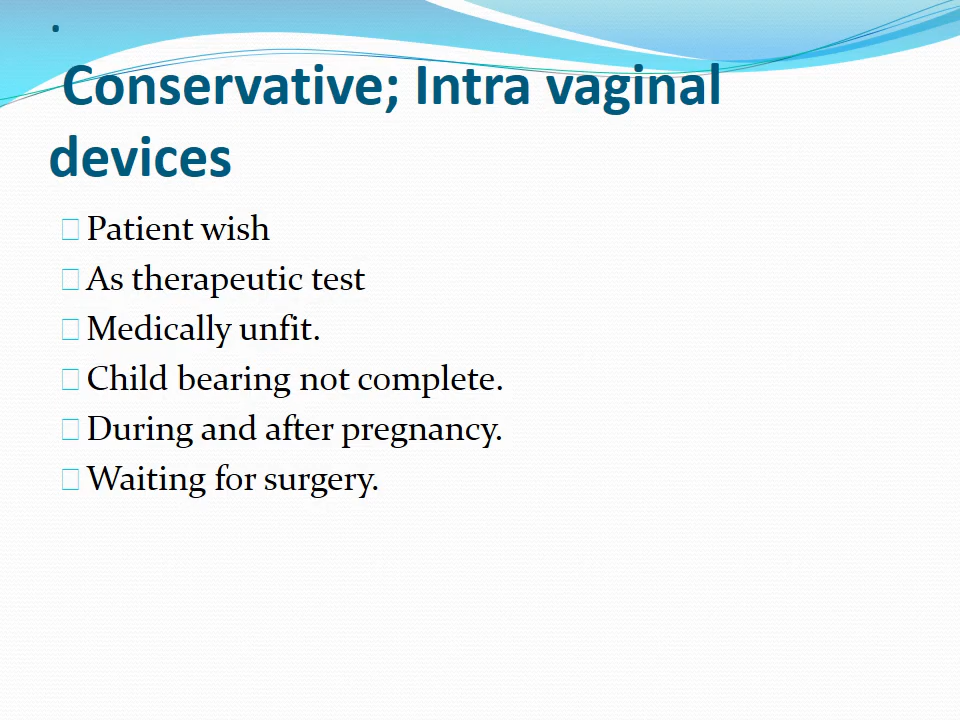 .
Conservative; Intra vaginal
devices
Patient wish
As therapeutic test
Medically unfit.
Child bearing not complete.
During and after pregnancy.
Waiting for surgery.